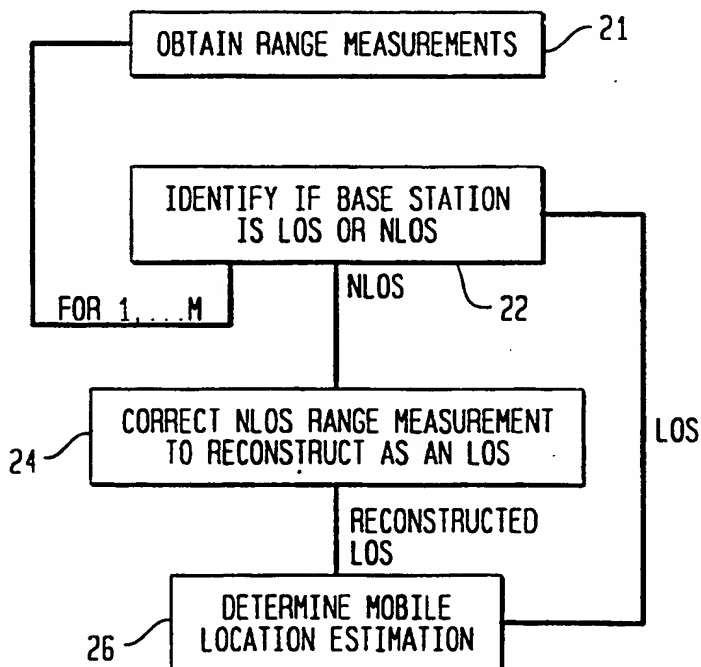 OBTAIN RANGE MEASUREMENTS
21
IDENTIFY IF BASE STATION
IS LOS OR NLOS
FOR 1,...M
NLOS
22
CORRECT NLOS RANGE MEASUREMENT
TO RECONSTRUCT AS AN LOS
24
LOS
RECONSTRUCTED
LOS
DETERMINE MOBILE
LOCATION ESTIMATION
26